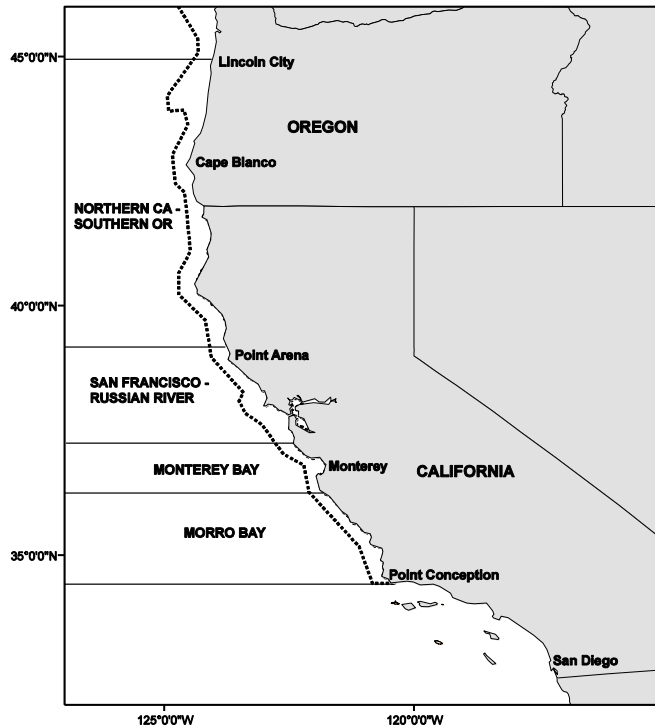 45°0'0"N
Lincoln City
OREGON
Cape Blanco
NORTHERN CA -
SOUTHERN OR
40°0'0"N
Point Arena
SAN FRANCISCO -
RUSSIAN RIVER
MONTEREY BAY
Monterey
CALIFORNIA
MORRO BAY
35°0'0"N
Point Conception
San Diego
125°0'0"W
120°0'0"W